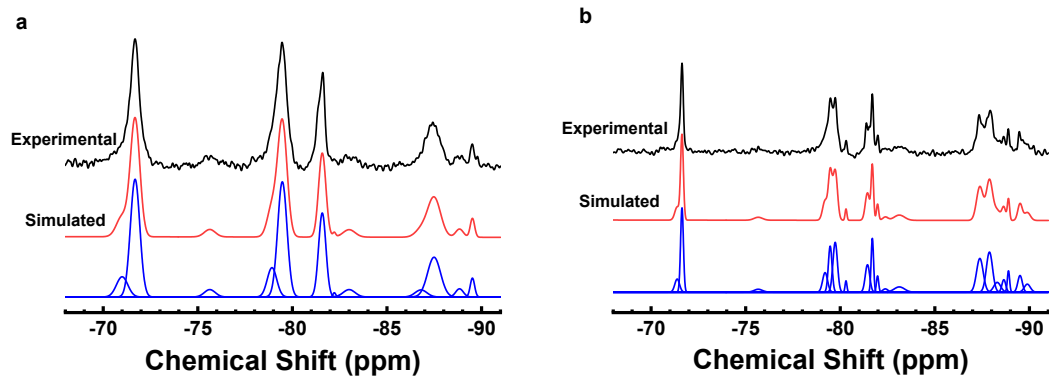 a
Experimental
Simulated
-70 -75 -80 -85 -90
Chemical Shift (ppm)
b
Experimental
Simulated
-70 -75 -80 -85 -90
Chemical Shift (ppm)